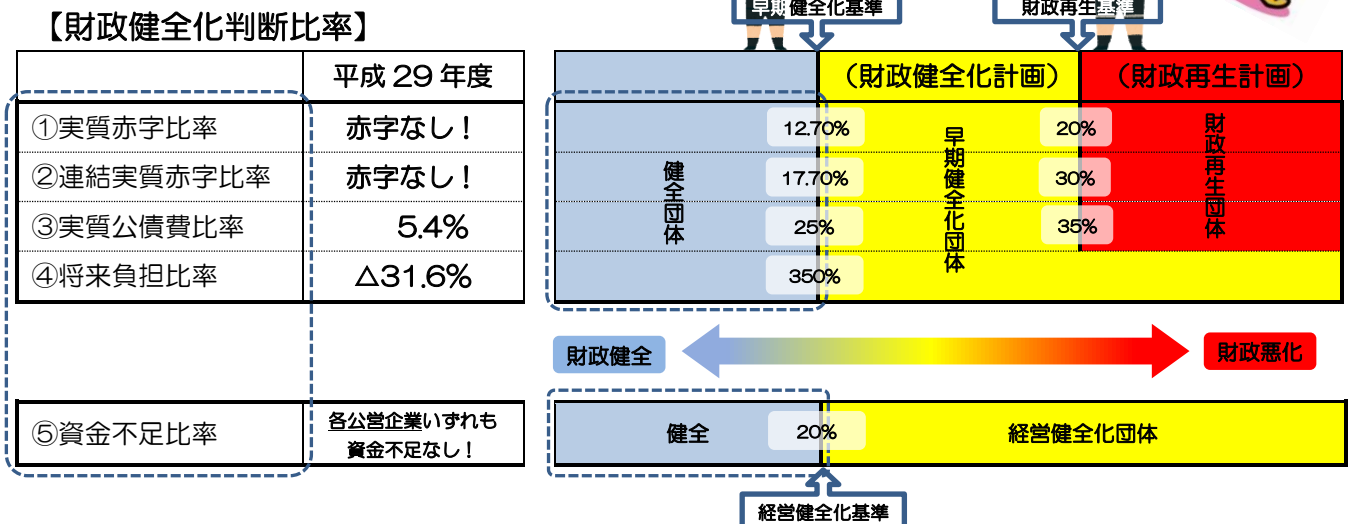 早期健全化基準
財政再生基準
【財政健全化判断比率】
平成 29 年度
（財政健全化計画）
（財政再生計画）
①実質赤字比率
赤字なし！
12.70%
20%
②連結実質赤字比率
赤字なし！
17.70%
30%
③実質公債費比率
5.4%
25%
35%
④将来負担比率
△31.6%
350%
健全団体
早期健全化団体
財政再生団体
財政健全
財政悪化
⑤資金不足比率
各公営企業いずれも
資金不足なし！
健全
20%
経営健全化団体
経営健全化基準